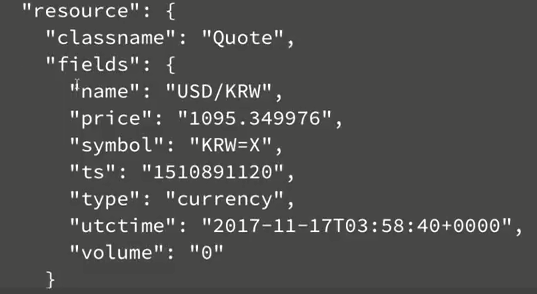 "resource": {
"classname": "Quote",
"fields": {
"name": "USD/KRW",
"price": "1095.349976",
"symbol": "KRW=X",
"ts": "1510891120",
"type": "currency",
"utctime": "2017-11-17T03:58:40+0000",
"volume": "0"
}